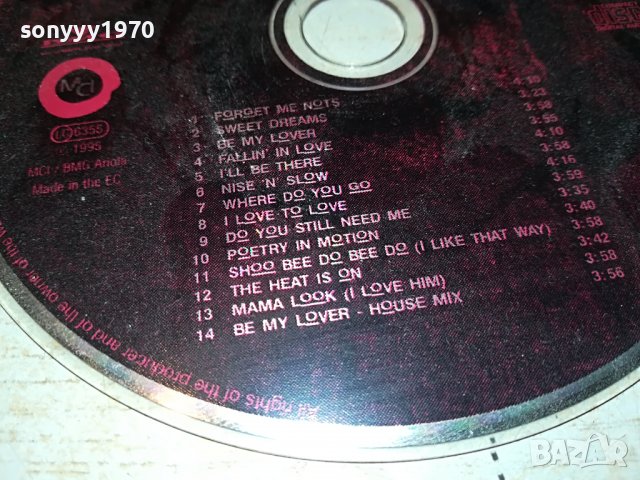 sonyyy1970
MCI
LC 6355
1995
MCI / BMG Ariola
Made in the EC
1 FORGET ME NOTS 4:10
2 SWEET DREAMS 3:23
3 BE MY LOVER 3:58
4 FALLIN' IN LOVE 3:55
5 I'LL BE THERE 4:10
6 NISE 'N' SLOW 3:58
7 WHERE DO YOU GO 4:16
8 I LOVE TO LOVE 3:59
9 DO YOU STILL NEED ME 3:35
10 POETRY IN MOTION 3:40
11 SHOO BEE DO BEE DO (I LIKE THAT WAY) 3:58
12 THE HEAT IS ON 3:42
13 MAMA LOOK (I LOVE HIM) 3:58
14 BE MY LOVER - HOUSE MIX 3:56
All rights of the producer and of the owner of the
BAZAR